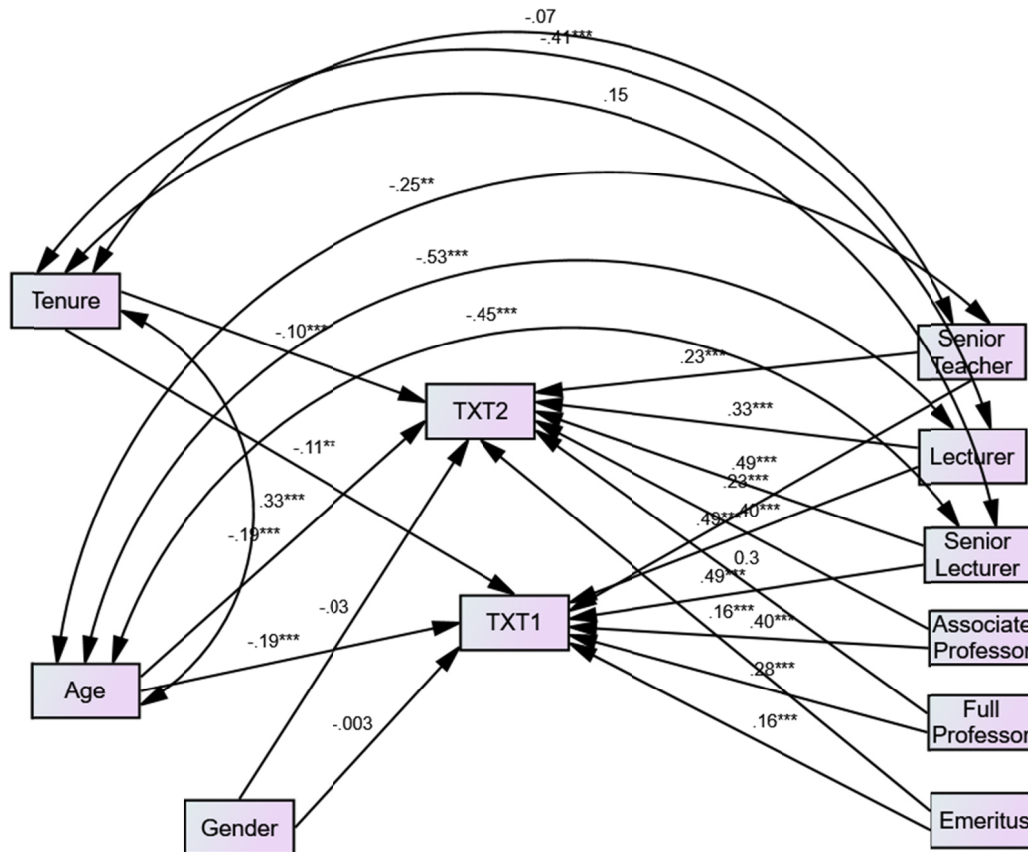 -.07
-.41***
.15
-.25**
-.53***
-.45***
Tenure
-.10***
TXT2
.23***
Senior
Teacher
.33***
Lecturer
-.11**
.49***
.23***
.33***
-.19***
.49***
.40***
Senior
Lecturer
0.3
.49***
-.03
TXT1
.16***
.40***
Associate
Professor
-.19***
Age
.28***
Full
Professor
-.003
.16***
Gender
Emeritus